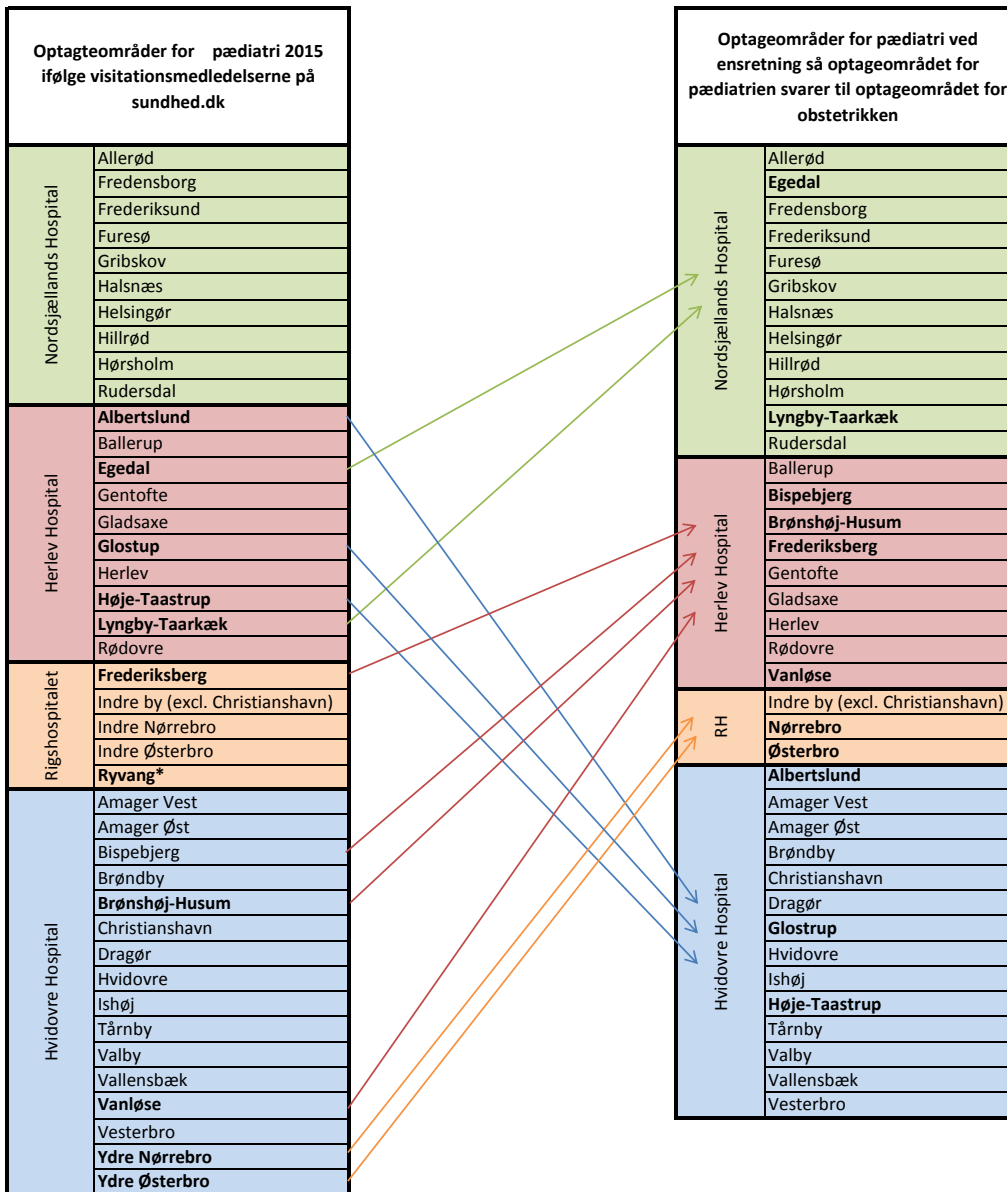 Optagteområder for pædiatri 2015
ifølge visitationsmedledelserne på
sundhed.dk
Nordsjællands Hospital
Allerød
Fredensborg
Frederiksund
Furesø
Gribskov
Halsnæs
Helsingør
Hillrød
Hørsholm
Rudersdal
Herlev Hospital
Albertslund
Ballerup
Egedal
Gentofte
Gladsaxe
Glostup
Herlev
Høje-Taastrup
Lyngby-Taarkæk
Rødovre
Rigshospitalet
Frederiksberg
Indre by (excl. Christianshavn)
Indre Nørrebro
Indre Østerbro
Ryvang*
Hvidovre Hospital
Amager Vest
Amager Øst
Bispebjerg
Brøndby
Brønshøj-Husum
Christianshavn
Dragør
Hvidovre
Ishøj
Tårnby
Valby
Vallensbæk
Vanløse
Vesterbro
Ydre Nørrebro
Ydre Østerbro
Optageområder for pædiatri ved
ensretning så optageområdet for
pædiatrien svarer til optageområdet for
obstetrikken
Nordsjællands Hospital
Allerød
Egedal
Fredensborg
Frederiksund
Furesø
Gribskov
Halsnæs
Helsingør
Hillrød
Hørsholm
Lyngby-Taarkæk
Rudersdal
Herlev Hospital
Ballerup
Bispebjerg
Brønshøj-Husum
Frederiksberg
Gentofte
Gladsaxe
Herlev
Rødovre
Vanløse
RH
Indre by (excl. Christianshavn)
Nørrebro
Østerbro
Hvidovre Hospital
Albertslund
Amager Vest
Amager Øst
Brøndby
Christianshavn
Dragør
Glostrup
Hvidovre
Ishøj
Høje-Taastrup
Tårnby
Valby
Vallensbæk
Vesterbro